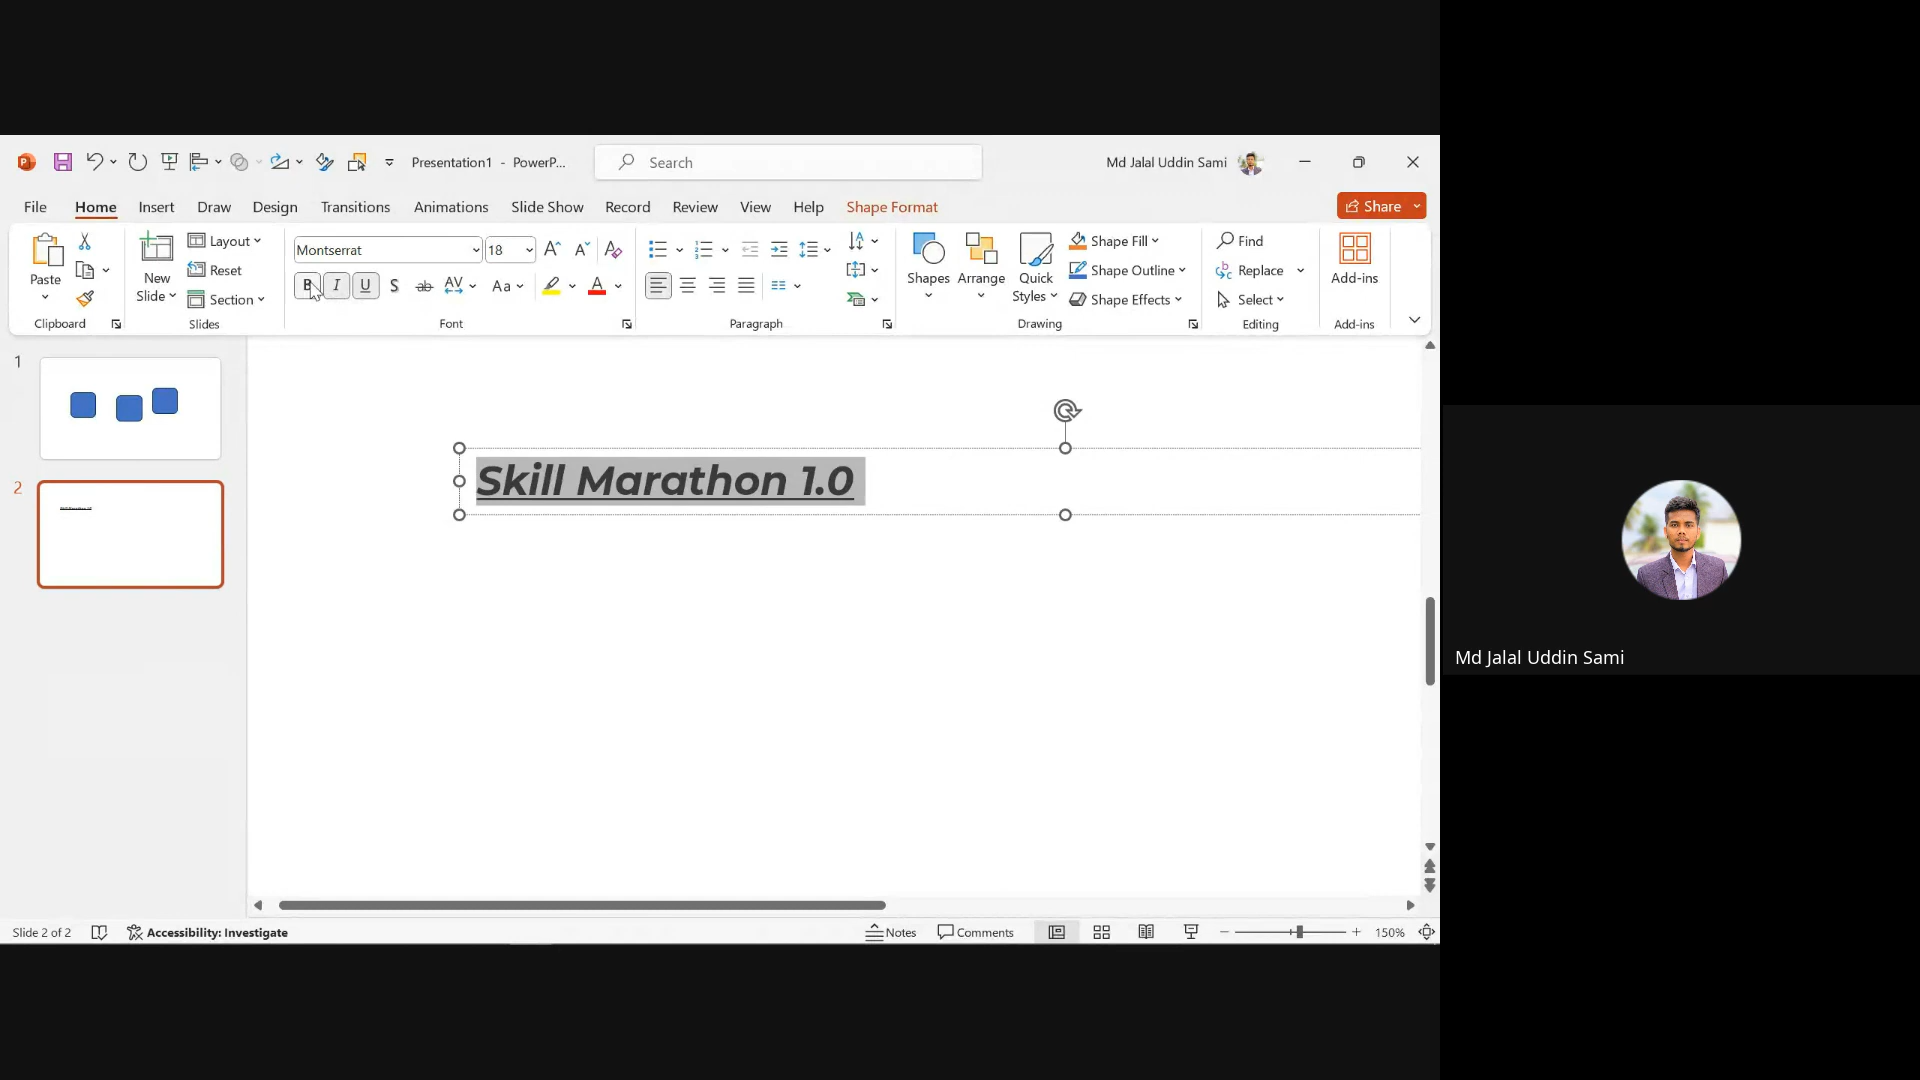 Presentation1 - PowerP...
Search
Md Jalal Uddin Sami
File Home Insert Draw Design Transitions Animations Slide Show Record Review View Help Shape Format
Share
Paste
New Slide
Layout
Reset
Section
Montserrat 18
Shapes
Arrange
Quick Styles
Shape Fill
Shape Outline
Shape Effects
Find
Replace
Select
Add-ins
Clipboard Slides Font Paragraph Drawing Editing Add-ins
1
2
Skill Marathon 1.0
Slide 2 of 2
Accessibility: Investigate
Notes
Comments
150%
Md Jalal Uddin Sami